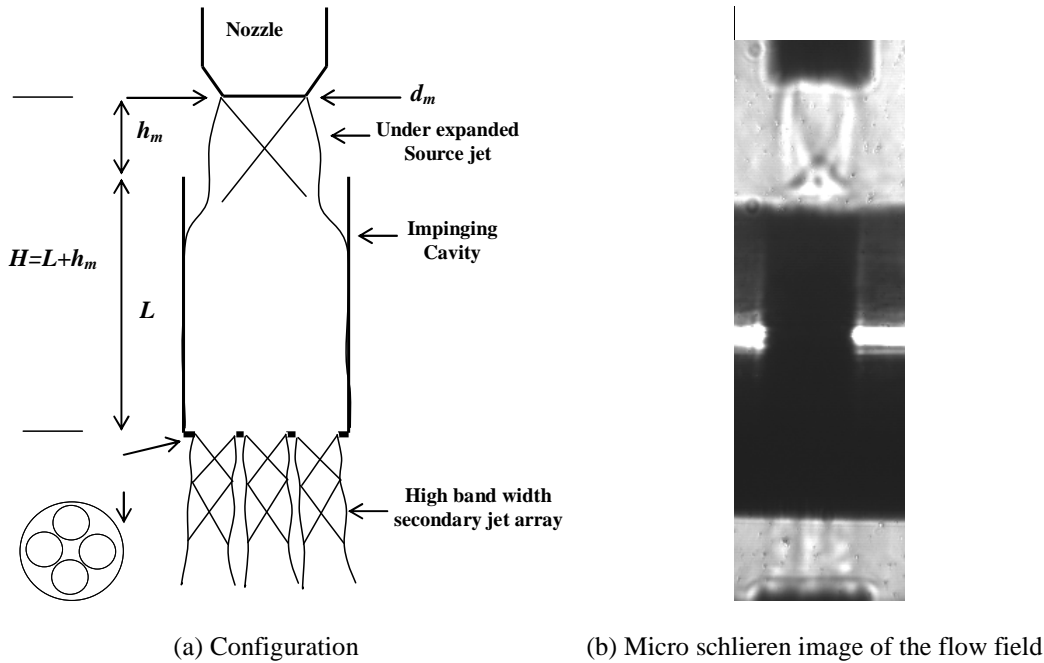 Nozzle
d_m
h_m
Under expanded
Source jet
Impinging
Cavity
H=L+h_m
L
High band width
secondary jet array
(a) Configuration
(b) Micro schlieren image of the flow field